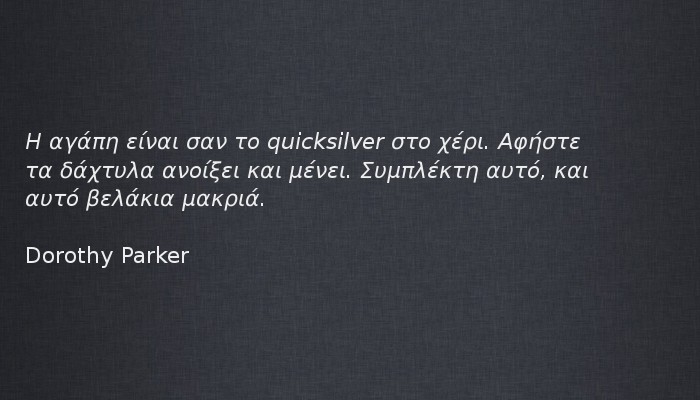 Η αγάπη είναι σαν το quicksilver στο χέρι. Αφήστε
τα δάχτυλα ανοίξει και μένει. Συμπλέκτη αυτό, και
αυτό βελάκια μακριά.
Dorothy Parker